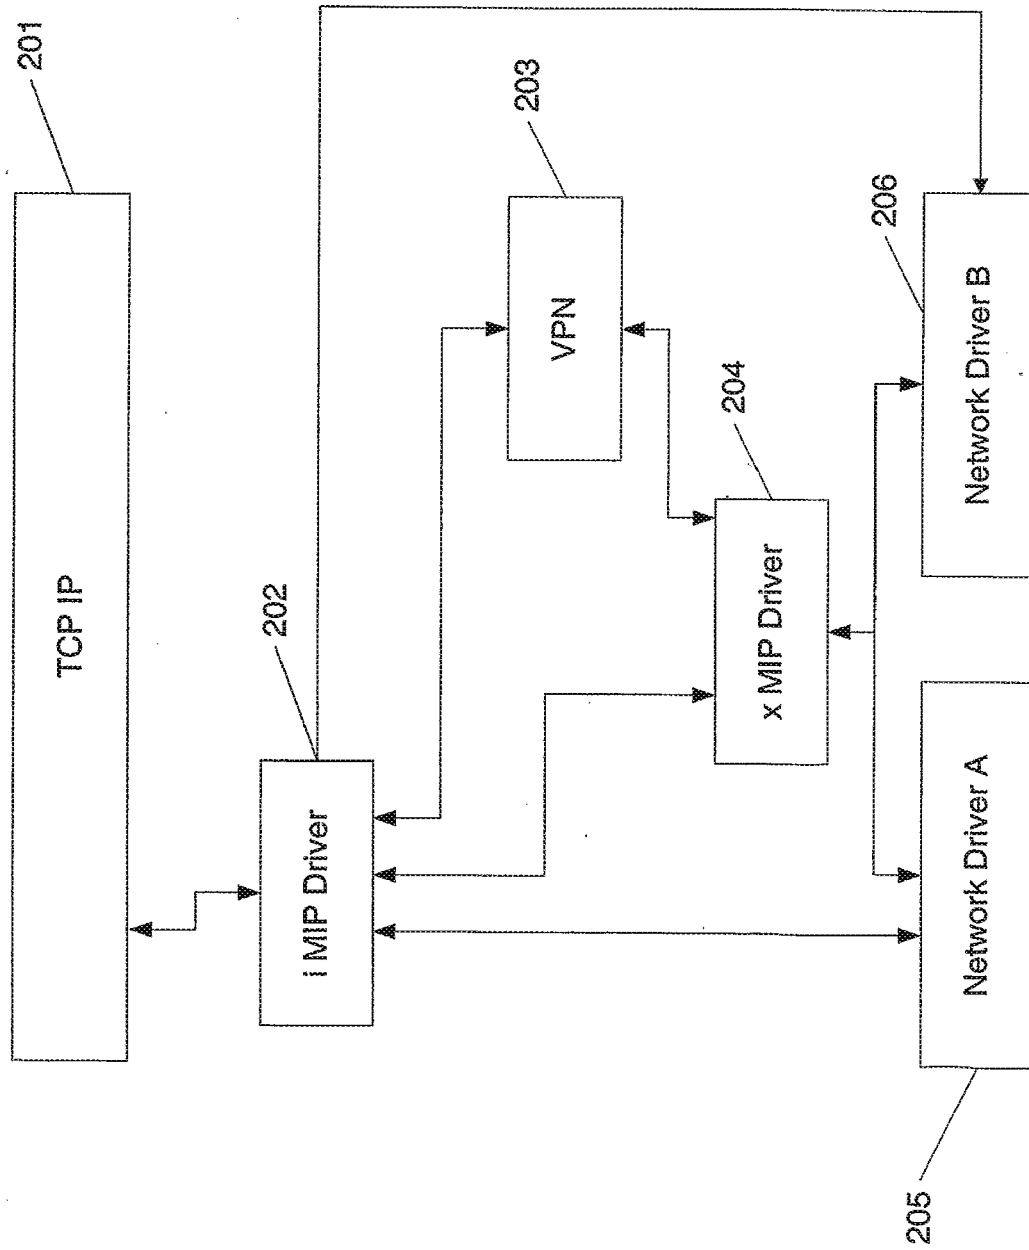 201
TCP IP
202
i MIP Driver
203
VPN
204
x MIP Driver
205
Network Driver A
206
Network Driver B